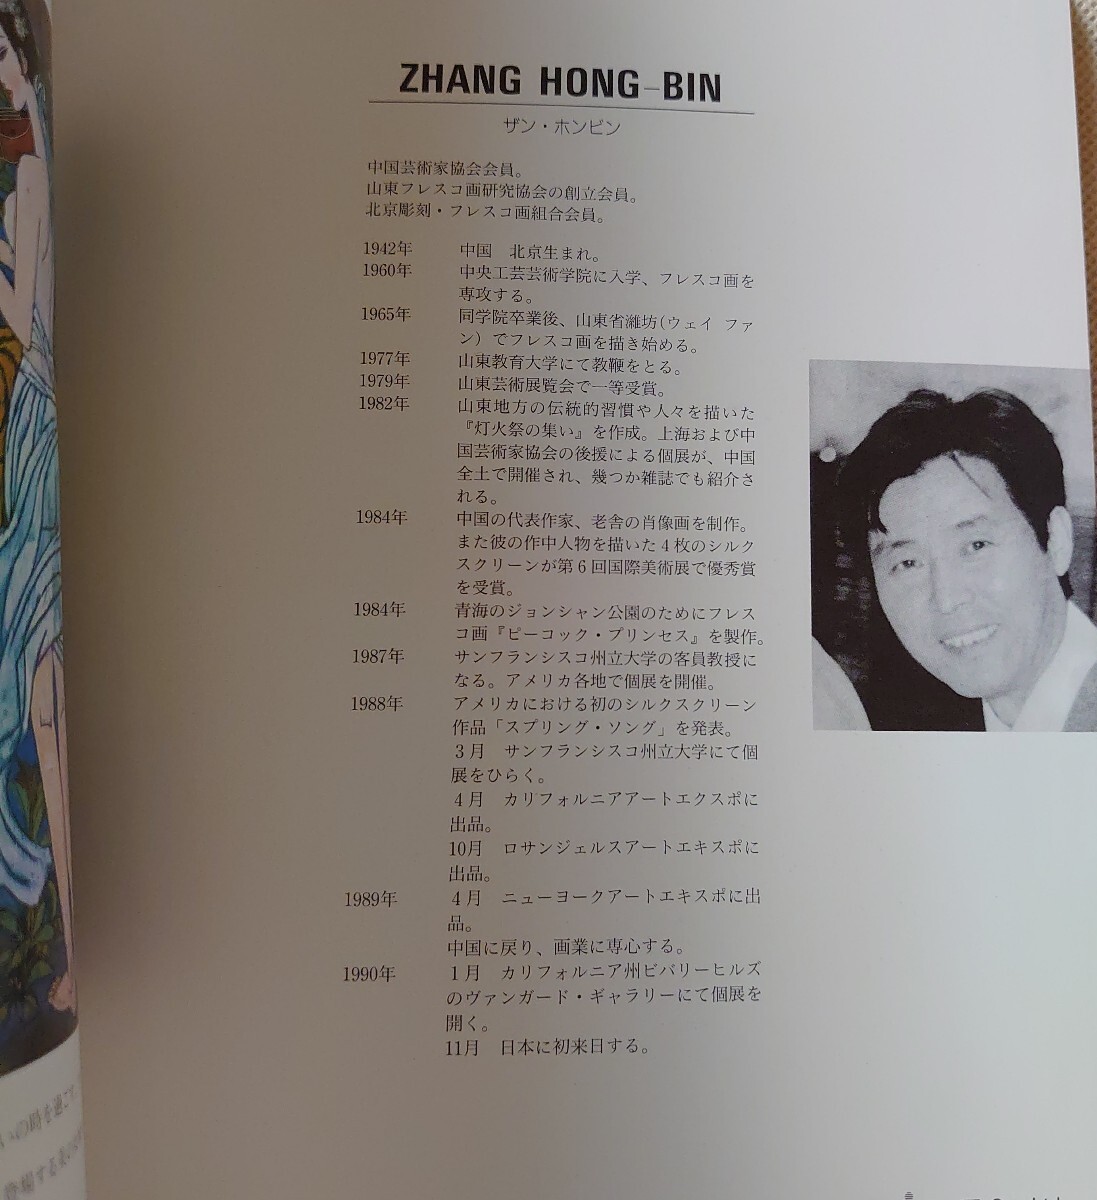 ZHANG HONG-BIN
ザン・ホンビン
中国芸術家協会会員。
山東フレスコ画研究協会の創立会員。
北京彫刻・フレスコ画組合会員。
1942年 中国 北京生まれ。
1960年 中央工芸芸術学院に入学、フレスコ画を
専攻する。
1965年 同学院卒業後、山東省濰坊(ウェイ ファ
ン) でフレスコ画を描き始める。
1977年 山東教育大学にて教鞭をとる。
1979年 山東芸術展覧会で一等受賞。
1982年 山東地方の伝統的習慣や人々を描いた
『灯火祭の集い』を作成。上海および中
国芸術家協会の後援による個展が、中国
全土で開催され、幾つか雑誌でも紹介さ
れる。
1984年 中国の代表作家、老舎の肖像画を制作。
また彼の作中人物を描いた4枚のシルク
スクリーンが第6回国際美術展で優秀賞
を受賞。
1984年 青海のジョンシャン公園のためにフレス
コ画『ピーコック・プリンセス』を製作。
1987年 サンフランシスコ州立大学の客員教授に
なる。アメリカ各地で個展を開催。
1988年 アメリカにおける初のシルクスクリーン
作品「スプリング・ソング」を発表。
3月 サンフランシスコ州立大学にて個
展をひらく。
4月 カリフォルニアアートエクスポに
出品。
10月 ロサンジェルスアートエキスポに
出品。
1989年 4月 ニューヨークアートエキスポに出
品。
中国に戻り、画業に専心する。
1990年 1月 カリフォルニア州ビバリーヒルズ
のヴァンガード・ギャラリーにて個展を
開く。
11月 日本に初来日する。
の時を過ごす
登場する